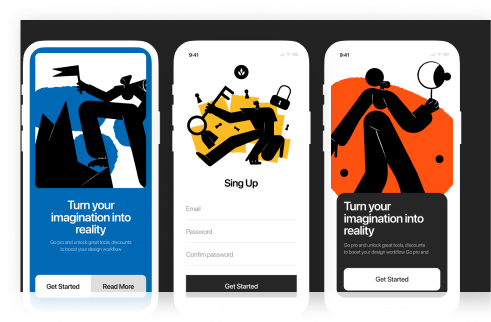 Turn your
imagination into
reality
Go pro and unlock great tools, discounts
to boost your design workflow.
Get Started
Read More
9:41
Sing Up
Email
Password
Confirm password
Get Started
9:41
Turn your
imagination into
reality
Go pro and unlock great tools, discounts
to boost your design workflow Go pro and!
Get Started